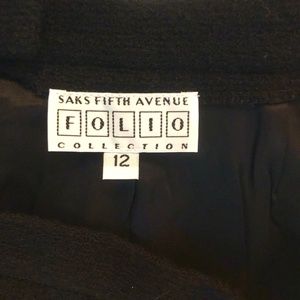 SAKS FIFTH AVENUE
FOLIO
COLLECTION
12